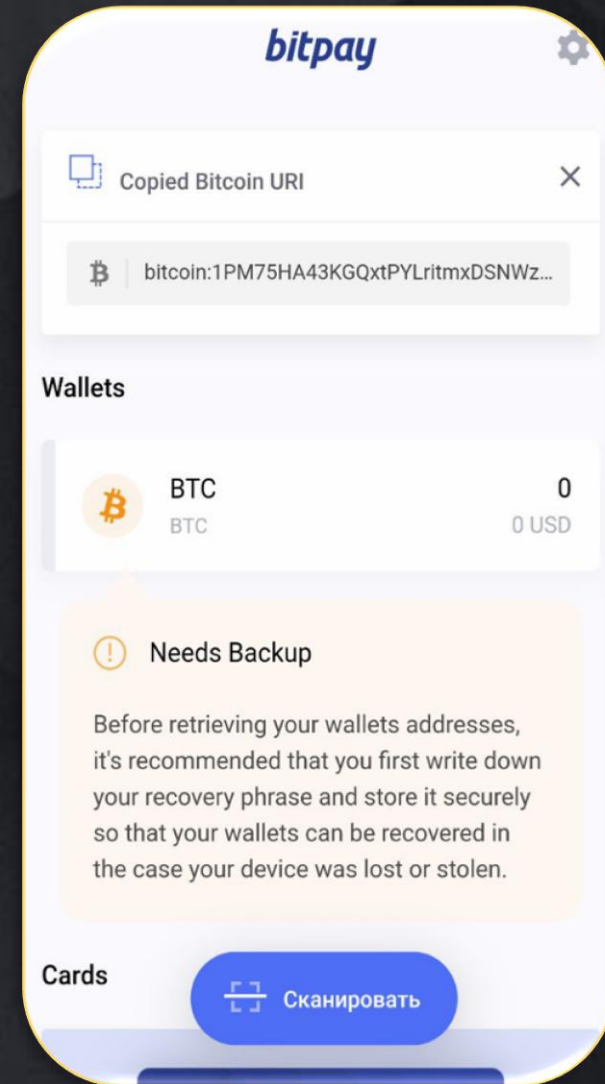 bitpay
Copied Bitcoin URI
bitcoin:1PM75HA43KGQxtPYLritmxDSNWz...
Wallets
BTC 0
BTC 0 USD
Needs Backup
Before retrieving your wallets addresses,
it's recommended that you first write down
your recovery phrase and store it securely
so that your wallets can be recovered in
the case your device was lost or stolen.
Cards
Сканировать